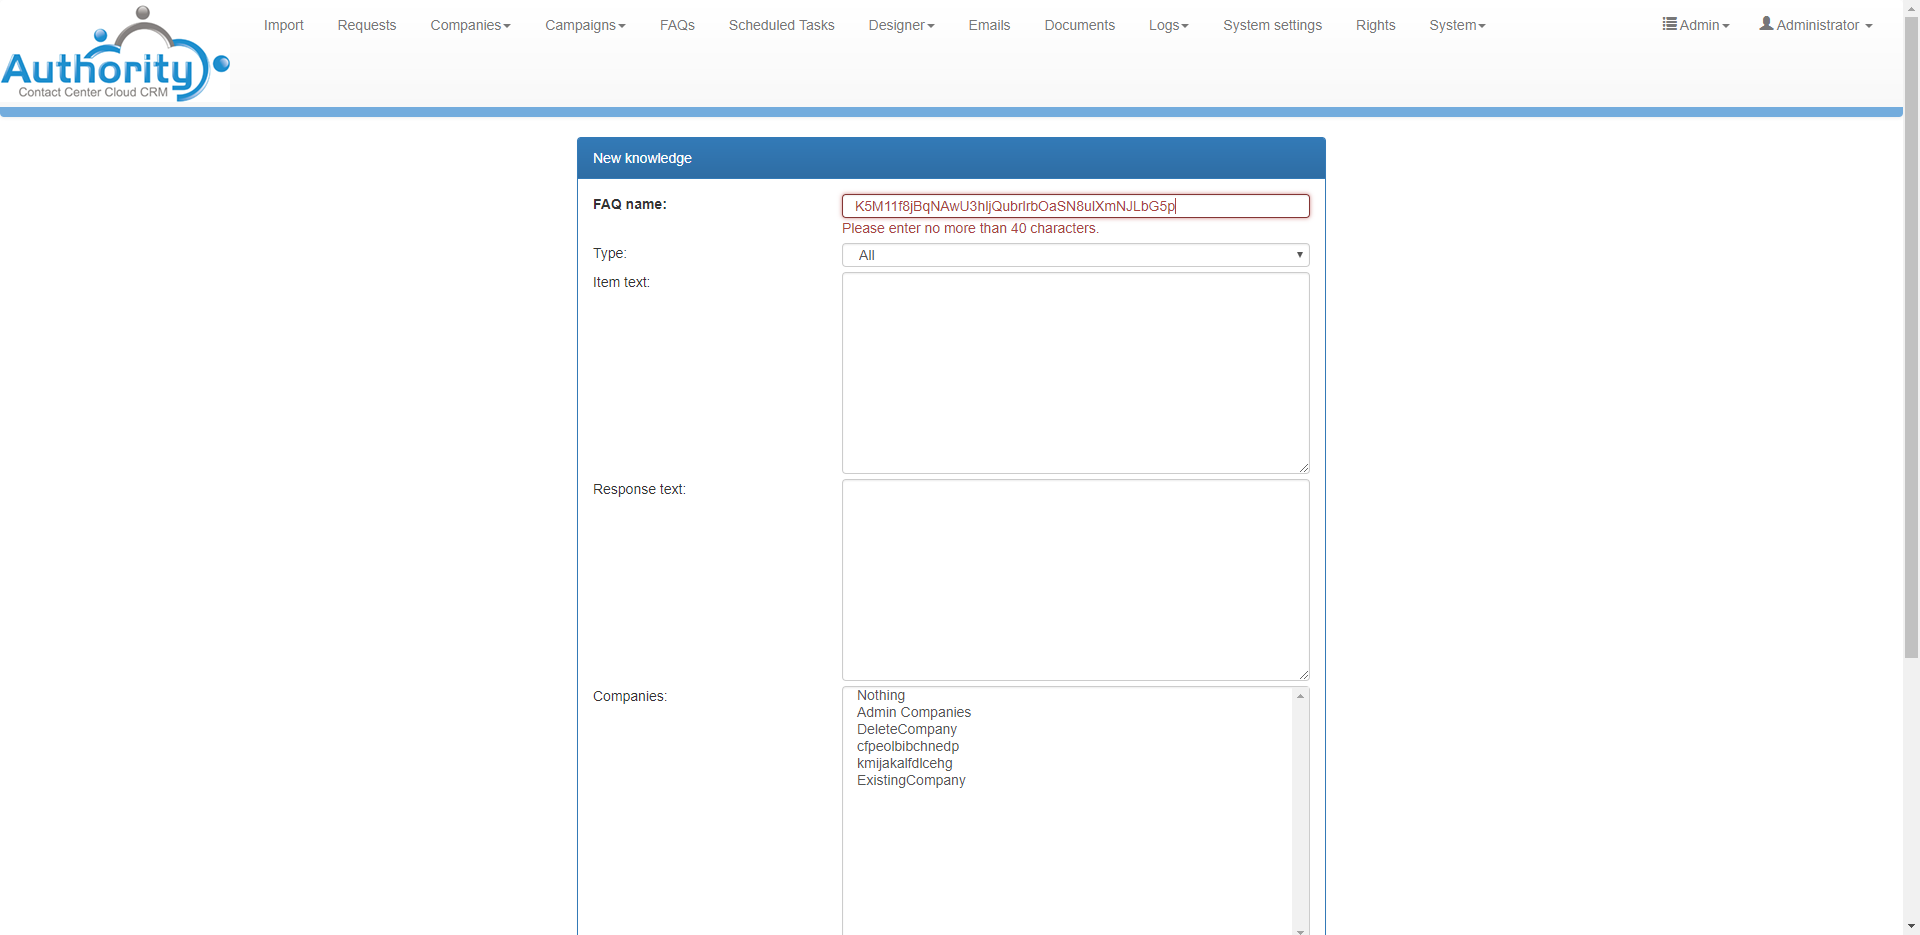 Authority
Contact Center Cloud CRM
Import Requests Companies Campaigns FAQs Scheduled Tasks Designer Emails Documents Logs System settings Rights System Admin Administrator
New knowledge
FAQ name: K5M11f8jBqNAwU3hIjQubrIrbOaSN8uIXmNJLbG5p
Please enter no more than 40 characters.
Type: All
Item text:
Response text:
Companies: Nothing
Admin Companies
DeleteCompany
cfpeolbibchnedp
kmijakalfdlcehg
ExistingCompany